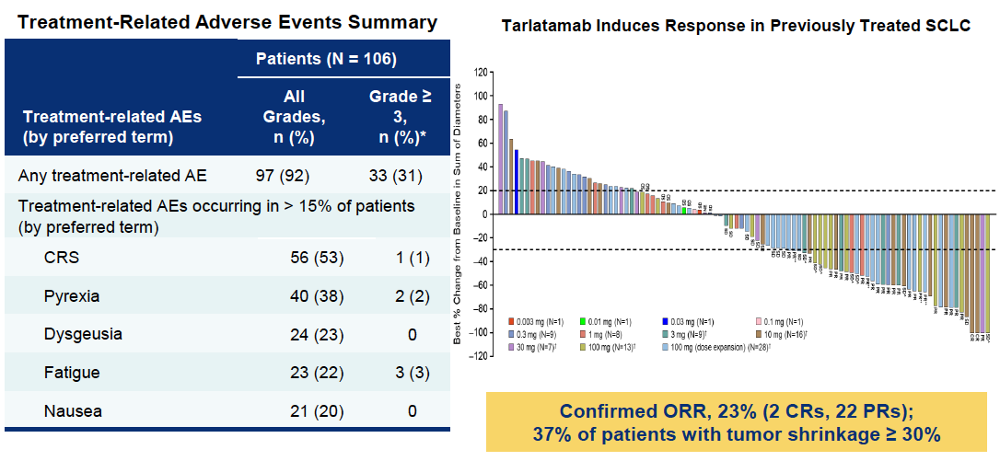 Treatment-Related Adverse Events Summary
Patients (N = 106)
Treatment-related AEs
(by preferred term)
All
Grades,
n (%)
Grade ≥
3,
n (%)*
Any treatment-related AE 97 (92) 33 (31)
Treatment-related AEs occurring in > 15% of patients
(by preferred term)
CRS 56 (53) 1 (1)
Pyrexia 40 (38) 2 (2)
Dysgeusia 24 (23) 0
Fatigue 23 (22) 3 (3)
Nausea 21 (20) 0
Tarlatamab Induces Response in Previously Treated SCLC
Best % Change from Baseline in Sum of Diameters
120
100
80
60
40
20
0
−20
−40
−60
−80
−100
−120
0.003 mg (N=1) 0.01 mg (N=1) 0.03 mg (N=1) 0.1 mg (N=1)
0.3 mg (N=9) 1 mg (N=8) 3 mg (N=9)† 10 mg (N=16)†
30 mg (N=7)† 100 mg (N=13)† 100 mg (dose expansion) (N=28)†
Confirmed ORR, 23% (2 CRs, 22 PRs);
37% of patients with tumor shrinkage ≥ 30%